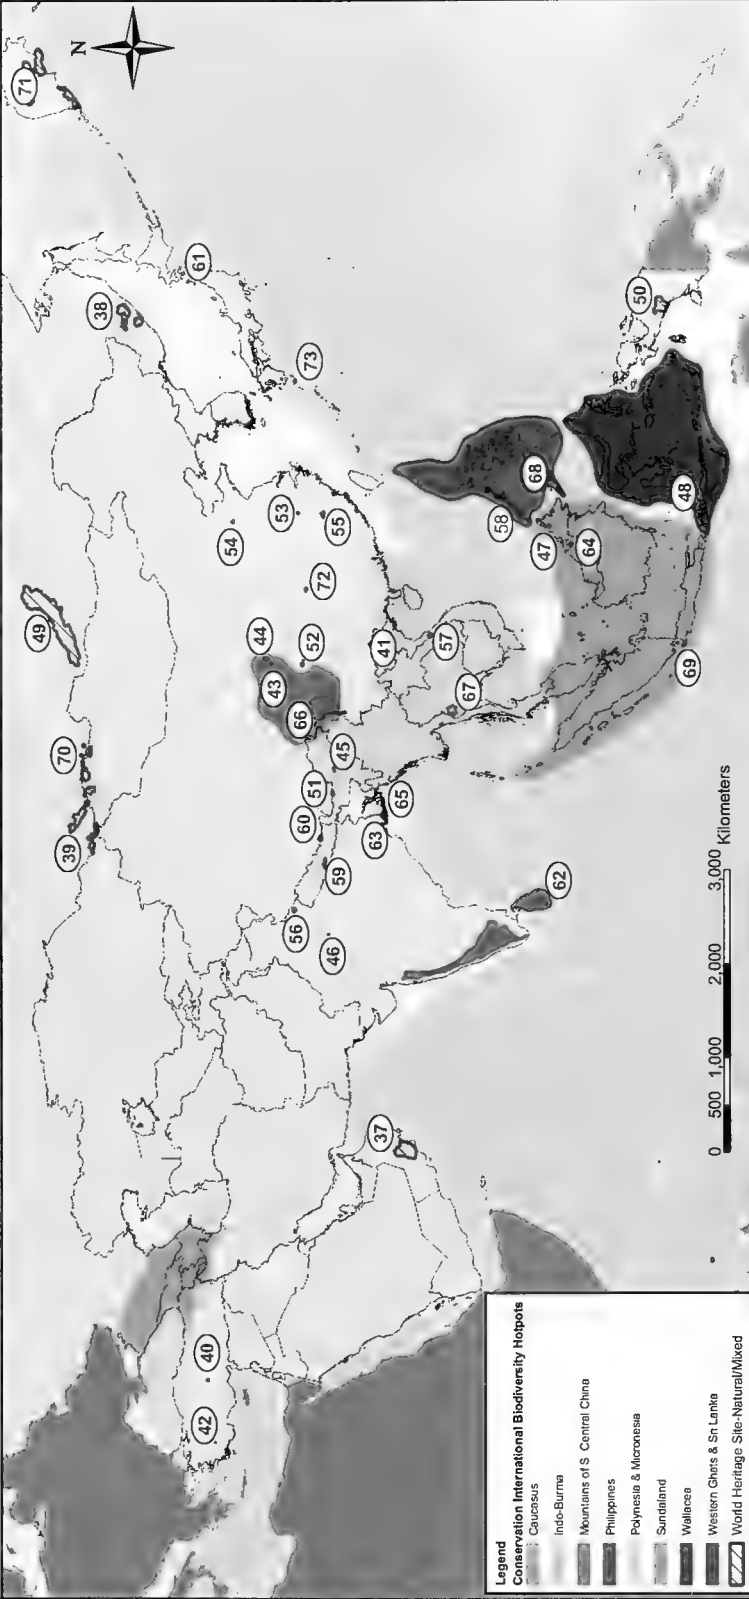 N
71
38
61
73
50
49
54
53
55
58
68
48
47
64
72
44
52
43
41
57
66
67
69
70
45
51
60
65
39
63
59
62
56
46
37
40
42
0 500 1,000 2,000 3,000
Kilometers
Legend
Conservation International Biodiversity Hotpots
Caucasus
Indo-Burma
Mountains of S Central China
Philippines
Polynesia & Micronesia
Sundaland
Wallacea
Western Ghats & Sri Lanka
World Heritage Site-Natural/Mixed